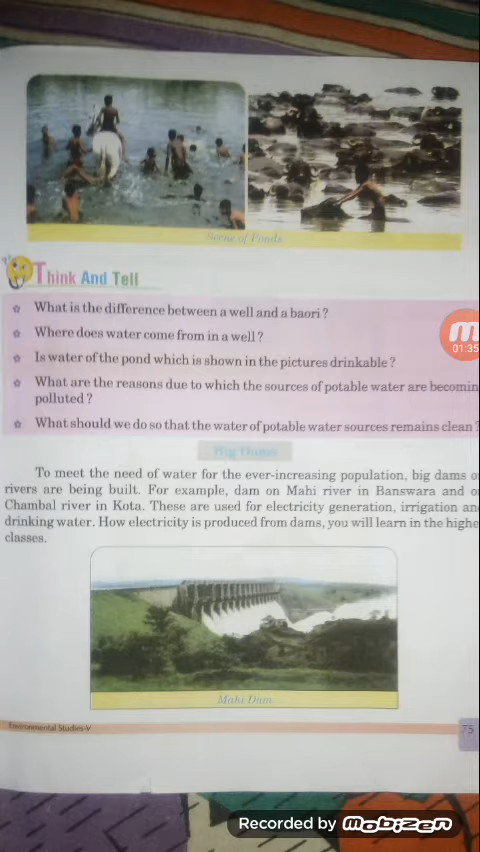 Scene of Ponds
Think And Tell
What is the difference between a well and a baori ?
Where does water come from in a well ?
Is water of the pond which is shown in the pictures drinkable ?
What are the reasons due to which the sources of potable water are becomin
polluted ?
What should we do so that the water of potable water sources remains clean ?
Big Dams
To meet the need of water for the ever-increasing population, big dams o
rivers are being built. For example, dam on Mahi river in Banswara and o
Chambal river in Kota. These are used for electricity generation, irrigation an
drinking water. How electricity is produced from dams, you will learn in the highe
classes.
Mahi Dam
Environmental Studies-V
75
01:35
Recorded by mobizen